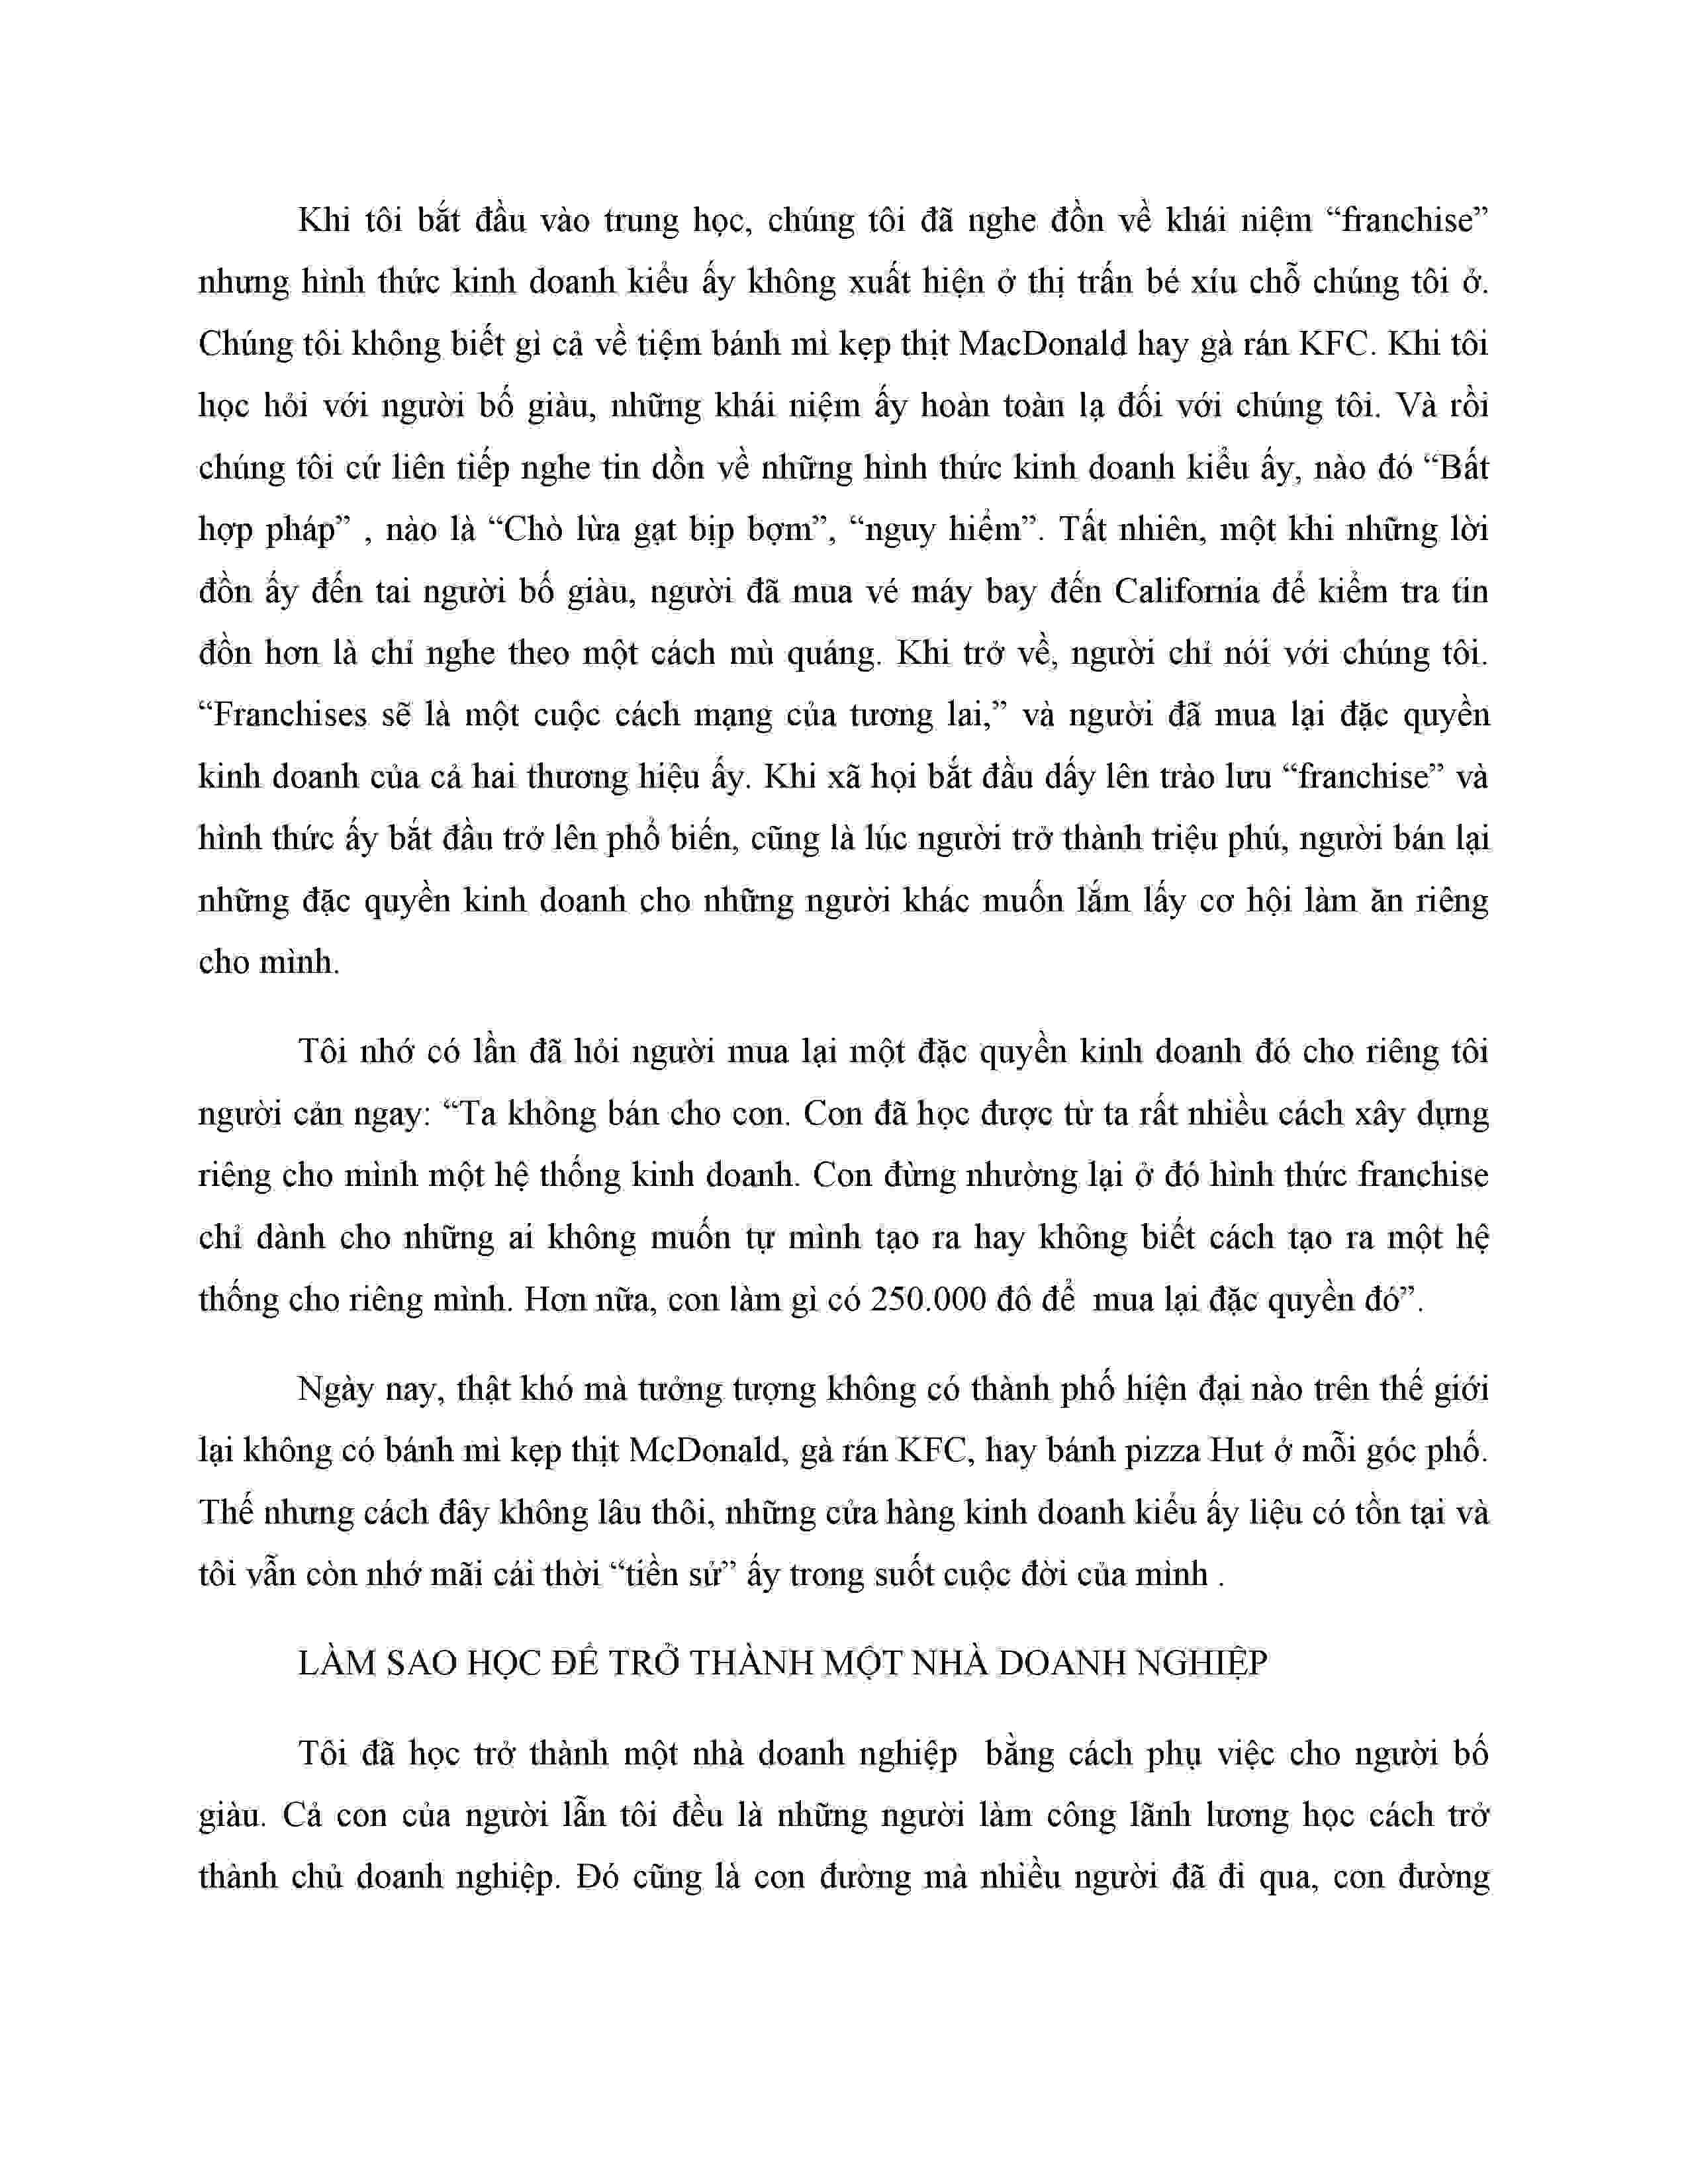 Khi tôi bắt đầu vào trung học, chúng tôi đã nghe đồn về khái niệm “franchise”
nhưng hình thức kinh doanh kiểu ấy không xuất hiện ở thị trấn bé xíu chỗ chúng tôi ở.
Chúng tôi không biết gì cả về tiệm bánh mì kẹp thịt MacDonald hay gà rán KFC. Khi tôi
học hỏi với người bố giàu, những khái niệm ấy hoàn toàn lạ đối với chúng tôi. Và rồi
chúng tôi cứ liên tiếp nghe tin dồn về những hình thức kinh doanh kiểu ấy, nào đó “Bất
hợp pháp” , nào là “Chò lừa gạt bịp bợm”, “nguy hiểm”. Tất nhiên, một khi những lời
đồn ấy đến tai người bố giàu, người đã mua vé máy bay đến California để kiểm tra tin
đồn hơn là chỉ nghe theo một cách mù quáng. Khi trở về, người chỉ nói với chúng tôi.
“Franchises sẽ là một cuộc cách mạng của tương lai,” và người đã mua lại đặc quyền
kinh doanh của cả hai thương hiệu ấy. Khi xã họi bắt đầu dấy lên trào lưu “franchise” và
hình thức ấy bắt đầu trở lên phổ biến, cũng là lúc người trở thành triệu phú, người bán lại
những đặc quyền kinh doanh cho những người khác muốn lắm lấy cơ hội làm ăn riêng
cho mình.
Tôi nhớ có lần đã hỏi người mua lại một đặc quyền kinh doanh đó cho riêng tôi
người cản ngay: “Ta không bán cho con. Con đã học được từ ta rất nhiều cách xây dựng
riêng cho mình một hệ thống kinh doanh. Con đừng nhường lại ở đó hình thức franchise
chỉ dành cho những ai không muốn tự mình tạo ra hay không biết cách tạo ra một hệ
thống cho riêng mình. Hơn nữa, con làm gì có 250.000 đô để  mua lại đặc quyền đó”.
Ngày nay, thật khó mà tưởng tượng không có thành phố hiện đại nào trên thế giới
lại không có bánh mì kẹp thịt McDonald, gà rán KFC, hay bánh pizza Hut ở mỗi góc phố.
Thế nhưng cách đây không lâu thôi, những cửa hàng kinh doanh kiểu ấy liệu có tồn tại và
tôi vẫn còn nhớ mãi cái thời “tiền sử” ấy trong suốt cuộc đời của mình .
LÀM SAO HỌC ĐỂ TRỞ THÀNH MỘT NHÀ DOANH NGHIỆP
Tôi đã học trở thành một nhà doanh nghiệp  bằng cách phụ việc cho người bố
giàu. Cả con của người lẫn tôi đều là những người làm công lãnh lương học cách trở
thành chủ doanh nghiệp. Đó cũng là con đường mà nhiều người đã đi qua, con đường